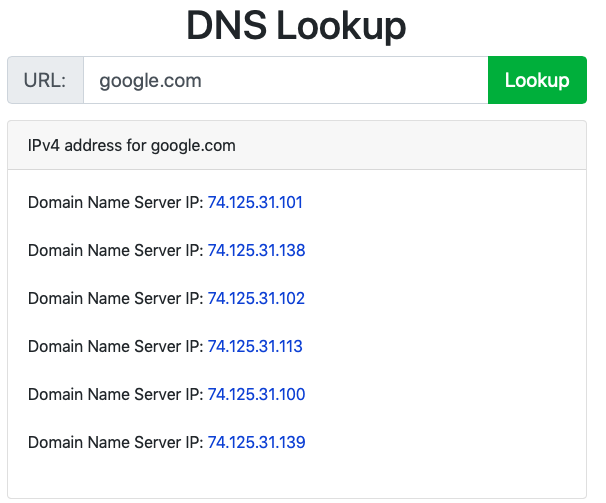 DNS Lookup
URL: google.com Lookup
IPv4 address for google.com
Domain Name Server IP: 74.125.31.101
Domain Name Server IP: 74.125.31.138
Domain Name Server IP: 74.125.31.102
Domain Name Server IP: 74.125.31.113
Domain Name Server IP: 74.125.31.100
Domain Name Server IP: 74.125.31.139